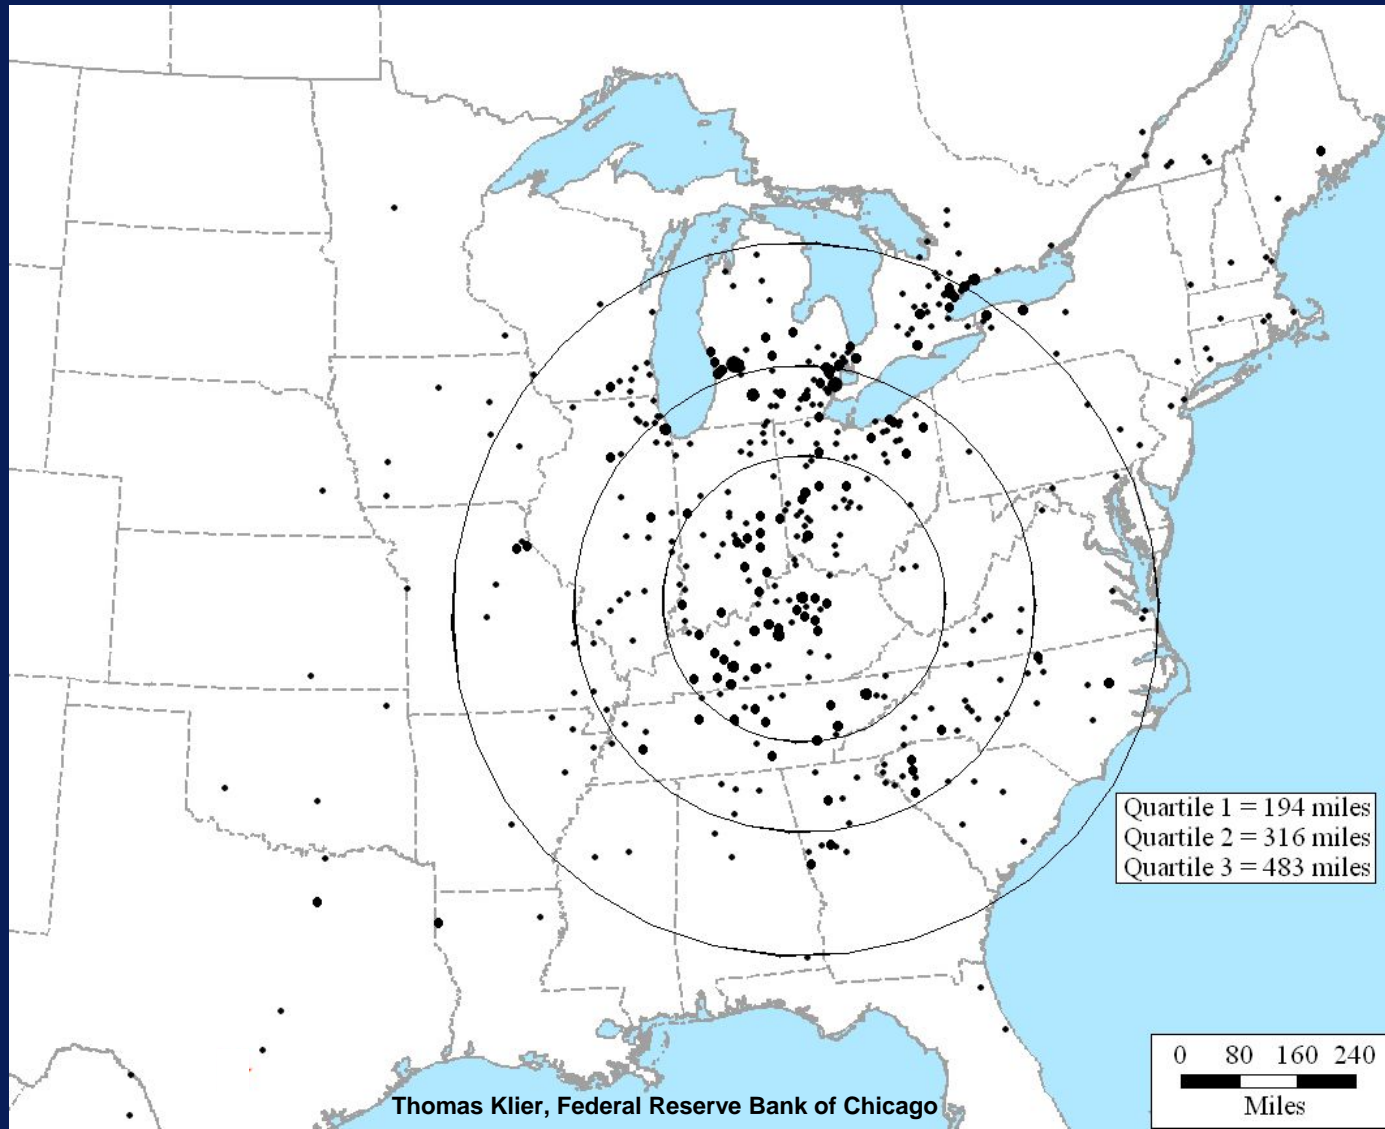 Quartile 1 = 194 miles
Quartile 2 = 316 miles
Quartile 3 = 483 miles
0 80 160 240
Miles
Thomas Klier, Federal Reserve Bank of Chicago